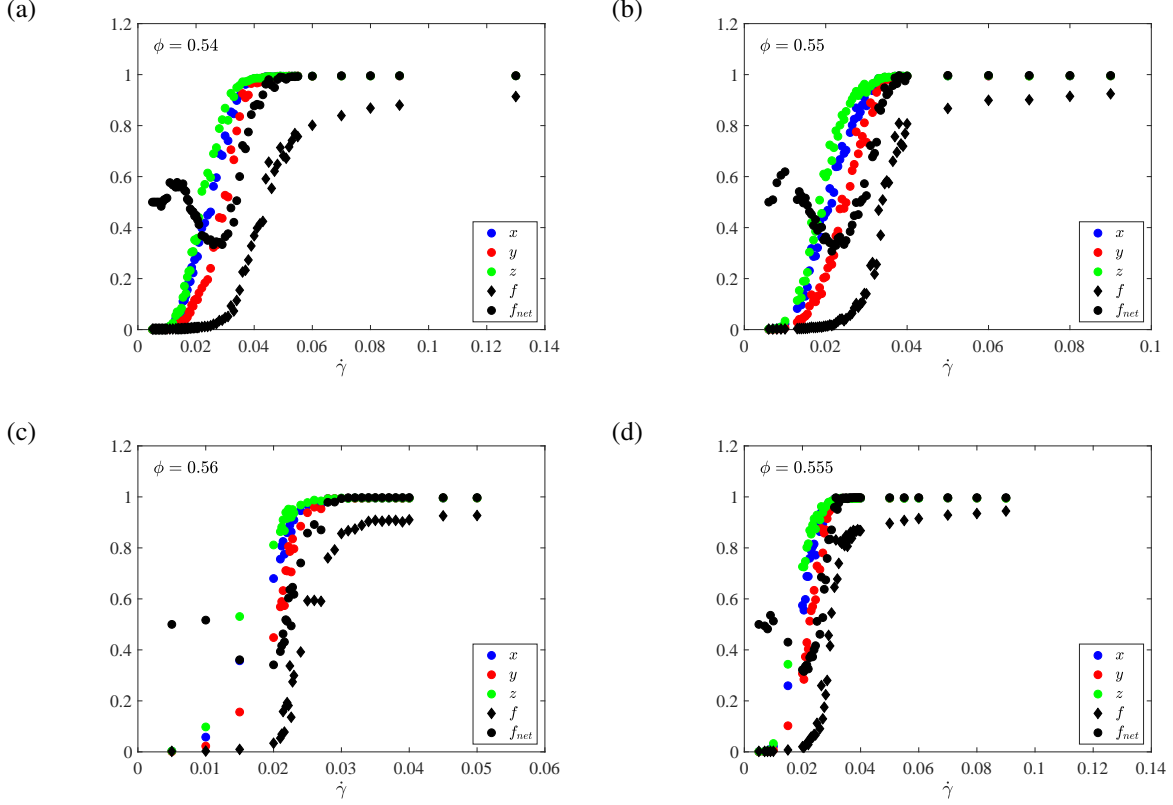 (a)
1.2
1
0.8
0.6
0.4
0.2
0
ϕ = 0.54
x
y
z
f
f_net
0 0.02 0.04 0.06 0.08 0.1 0.12 0.14
γ̇
(b)
1.2
1
0.8
0.6
0.4
0.2
0
ϕ = 0.55
x
y
z
f
f_net
0 0.02 0.04 0.06 0.08 0.1
γ̇
(c)
1.2
1
0.8
0.6
0.4
0.2
0
ϕ = 0.56
x
y
z
f
f_net
0 0.01 0.02 0.03 0.04 0.05 0.06
γ̇
(d)
1.2
1
0.8
0.6
0.4
0.2
0
ϕ = 0.555
x
y
z
f
f_net
0 0.02 0.04 0.06 0.08 0.1 0.12 0.14
γ̇